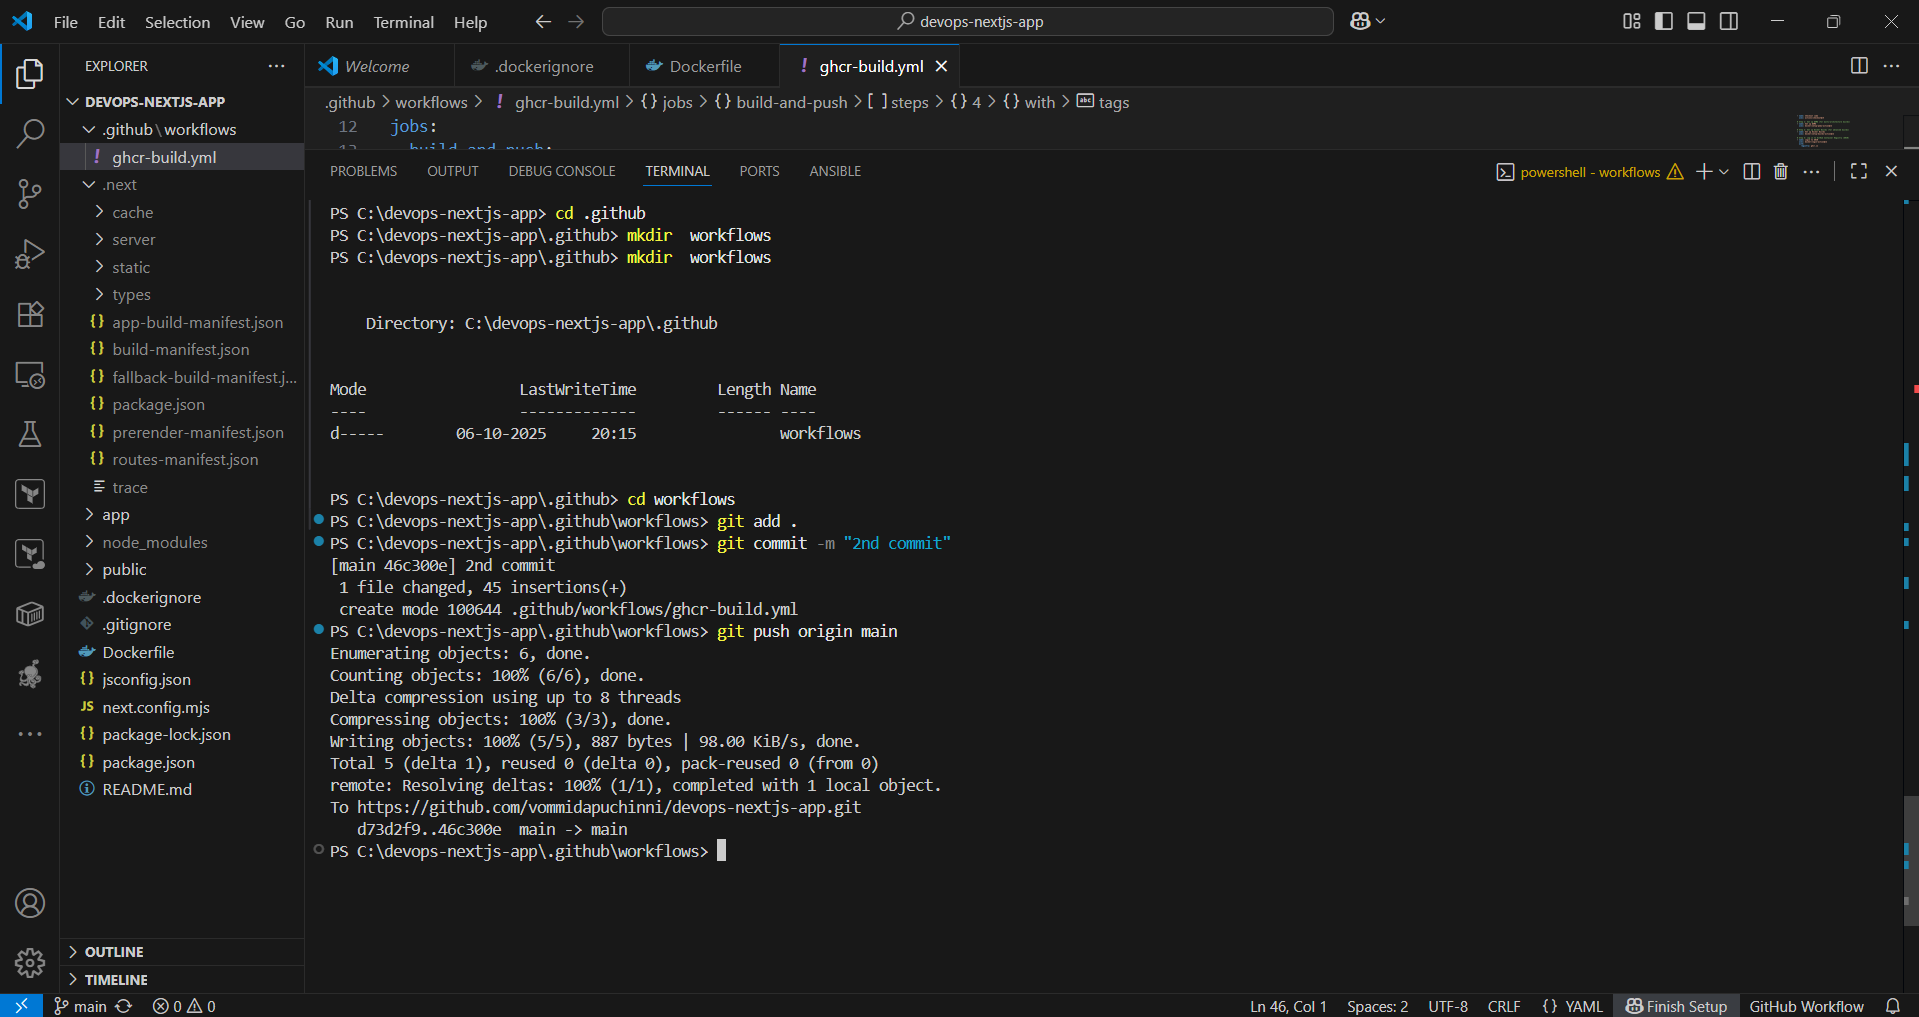 File Edit Selection View Go Run Terminal Help
devops-nextjs-app
EXPLORER
DEVOPS-NEXTJS-APP
.github\workflows
ghcr-build.yml
.next
cache
server
static
types
app-build-manifest.json
build-manifest.json
fallback-build-manifest.j...
package.json
prerender-manifest.json
routes-manifest.json
trace
app
node_modules
public
.dockerignore
.gitignore
Dockerfile
jsconfig.json
JS next.config.mjs
package-lock.json
package.json
README.md
OUTLINE
TIMELINE
Welcome .dockerignore Dockerfile ! ghcr-build.yml
.github > workflows > ! ghcr-build.yml > {} jobs > {} build-and-push > [ ] steps > {} 4 > {} with > abc tags
12 jobs:
13 build-and-push:
PROBLEMS OUTPUT DEBUG CONSOLE TERMINAL PORTS ANSIBLE
powershell - workflows
PS C:\devops-nextjs-app> cd .github
PS C:\devops-nextjs-app\.github> mkdir  workflows
PS C:\devops-nextjs-app\.github> mkdir  workflows
Directory: C:\devops-nextjs-app\.github
Mode LastWriteTime Length Name
---- ------------- ------ ----
d----- 06-10-2025 20:15 workflows
PS C:\devops-nextjs-app\.github> cd workflows
PS C:\devops-nextjs-app\.github\workflows> git add .
PS C:\devops-nextjs-app\.github\workflows> git commit -m "2nd commit"
[main 46c300e] 2nd commit
1 file changed, 45 insertions(+)
create mode 100644 .github/workflows/ghcr-build.yml
PS C:\devops-nextjs-app\.github\workflows> git push origin main
Enumerating objects: 6, done.
Counting objects: 100% (6/6), done.
Delta compression using up to 8 threads
Compressing objects: 100% (3/3), done.
Writing objects: 100% (5/5), 887 bytes | 98.00 KiB/s, done.
Total 5 (delta 1), reused 0 (delta 0), pack-reused 0 (from 0)
remote: Resolving deltas: 100% (1/1), completed with 1 local object.
To https://github.com/vommidapuchinni/devops-nextjs-app.git
d73d2f9..46c300e  main -> main
PS C:\devops-nextjs-app\.github\workflows>
main 0 0 Ln 46, Col 1 Spaces: 2 UTF-8 CRLF {} YAML Finish Setup GitHub Workflow